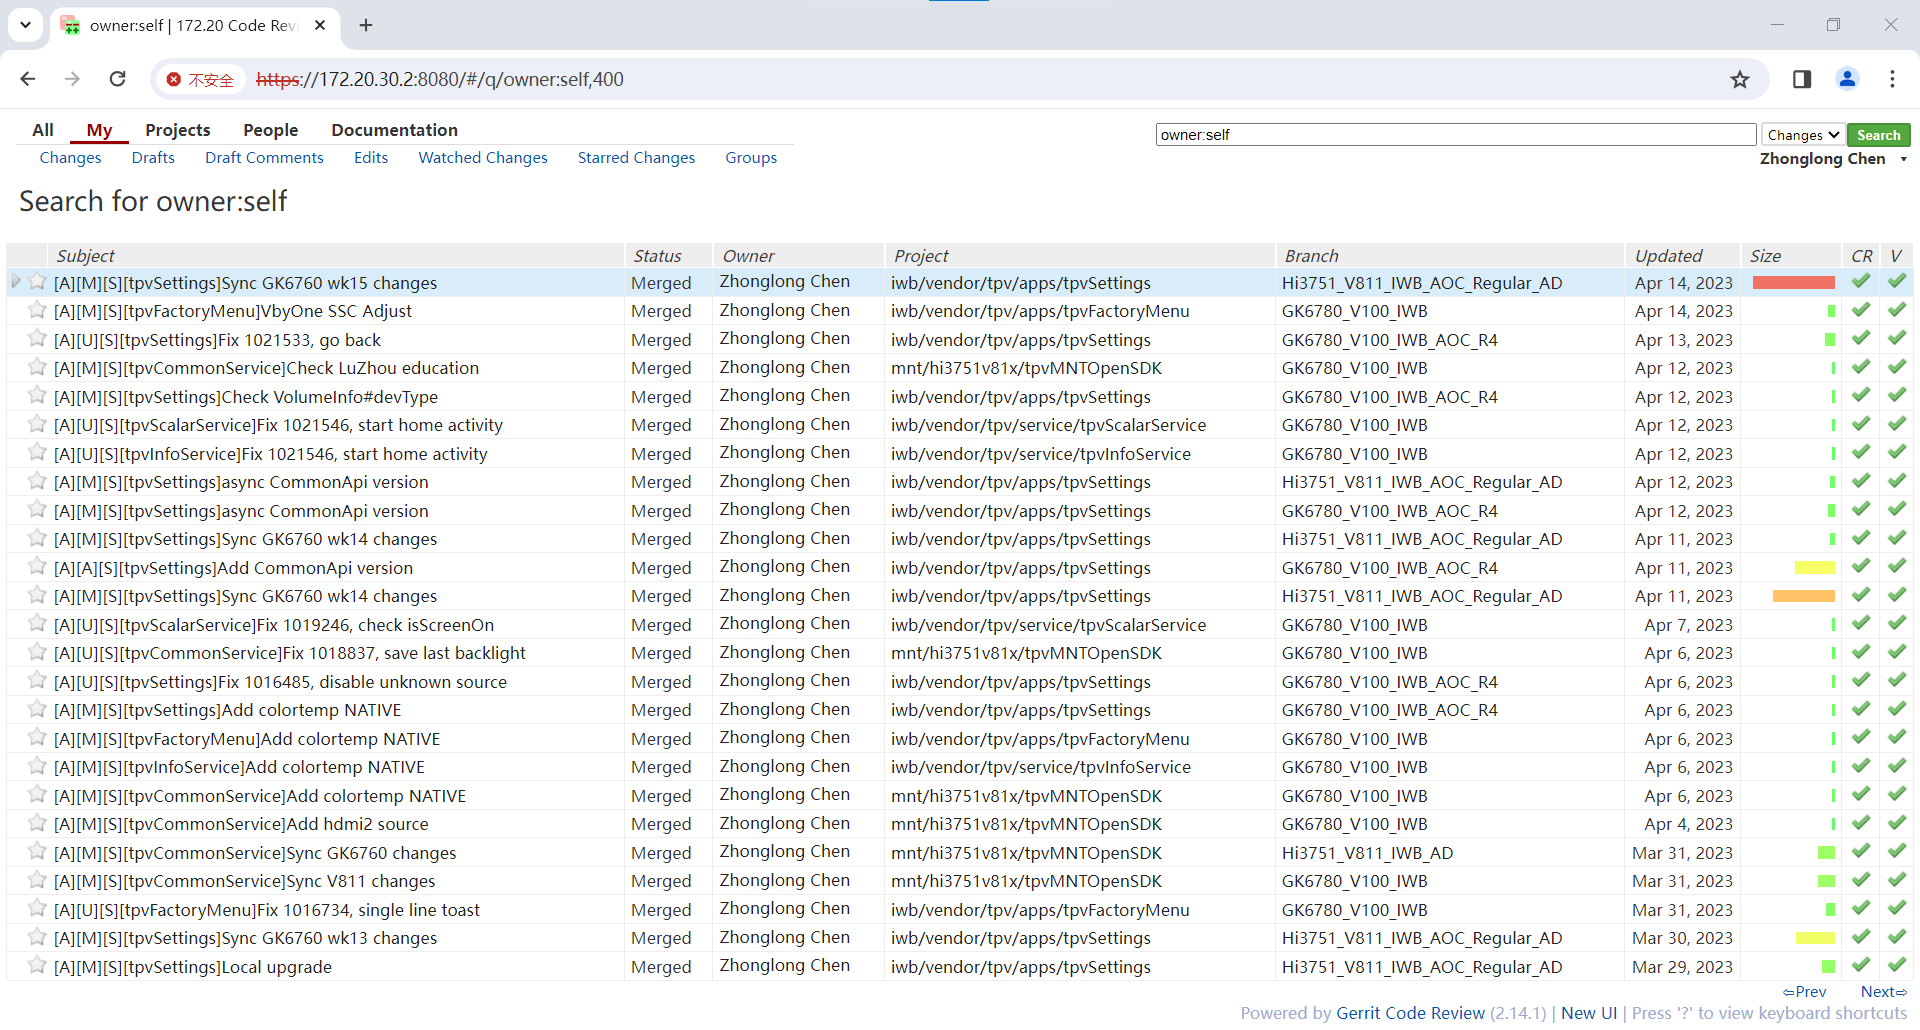 owner:self | 172.20 Code Rev
不安全 https://172.20.30.2:8080/#/q/owner:self,400
All My Projects People Documentation
owner:self Changes Search
Changes Drafts Draft Comments Edits Watched Changes Starred Changes Groups
Zhonglong Chen
Search for owner:self
Subject Status Owner Project Branch Updated Size CR V
[A][M][S][tpvSettings]Sync GK6760 wk15 changes Merged Zhonglong Chen iwb/vendor/tpv/apps/tpvSettings Hi3751_V811_IWB_AOC_Regular_AD Apr 14, 2023
[A][M][S][tpvFactoryMenu]VbyOne SSC Adjust Merged Zhonglong Chen iwb/vendor/tpv/apps/tpvFactoryMenu GK6780_V100_IWB Apr 14, 2023
[A][U][S][tpvSettings]Fix 1021533, go back Merged Zhonglong Chen iwb/vendor/tpv/apps/tpvSettings GK6780_V100_IWB_AOC_R4 Apr 13, 2023
[A][M][S][tpvCommonService]Check LuZhou education Merged Zhonglong Chen mnt/hi3751v81x/tpvMNTOpenSDK GK6780_V100_IWB Apr 12, 2023
[A][M][S][tpvSettings]Check VolumeInfo#devType Merged Zhonglong Chen iwb/vendor/tpv/apps/tpvSettings GK6780_V100_IWB_AOC_R4 Apr 12, 2023
[A][U][S][tpvScalarService]Fix 1021546, start home activity Merged Zhonglong Chen iwb/vendor/tpv/service/tpvScalarService GK6780_V100_IWB Apr 12, 2023
[A][U][S][tpvInfoService]Fix 1021546, start home activity Merged Zhonglong Chen iwb/vendor/tpv/service/tpvInfoService GK6780_V100_IWB Apr 12, 2023
[A][M][S][tpvSettings]async CommonApi version Merged Zhonglong Chen iwb/vendor/tpv/apps/tpvSettings Hi3751_V811_IWB_AOC_Regular_AD Apr 12, 2023
[A][M][S][tpvSettings]async CommonApi version Merged Zhonglong Chen iwb/vendor/tpv/apps/tpvSettings GK6780_V100_IWB_AOC_R4 Apr 12, 2023
[A][M][S][tpvSettings]Sync GK6760 wk14 changes Merged Zhonglong Chen iwb/vendor/tpv/apps/tpvSettings Hi3751_V811_IWB_AOC_Regular_AD Apr 11, 2023
[A][A][S][tpvSettings]Add CommonApi version Merged Zhonglong Chen iwb/vendor/tpv/apps/tpvSettings GK6780_V100_IWB_AOC_R4 Apr 11, 2023
[A][M][S][tpvSettings]Sync GK6760 wk14 changes Merged Zhonglong Chen iwb/vendor/tpv/apps/tpvSettings Hi3751_V811_IWB_AOC_Regular_AD Apr 11, 2023
[A][U][S][tpvScalarService]Fix 1019246, check isScreenOn Merged Zhonglong Chen iwb/vendor/tpv/service/tpvScalarService GK6780_V100_IWB Apr 7, 2023
[A][U][S][tpvCommonService]Fix 1018837, save last backlight Merged Zhonglong Chen mnt/hi3751v81x/tpvMNTOpenSDK GK6780_V100_IWB Apr 6, 2023
[A][U][S][tpvSettings]Fix 1016485, disable unknown source Merged Zhonglong Chen iwb/vendor/tpv/apps/tpvSettings GK6780_V100_IWB_AOC_R4 Apr 6, 2023
[A][M][S][tpvSettings]Add colortemp NATIVE Merged Zhonglong Chen iwb/vendor/tpv/apps/tpvSettings GK6780_V100_IWB_AOC_R4 Apr 6, 2023
[A][M][S][tpvFactoryMenu]Add colortemp NATIVE Merged Zhonglong Chen iwb/vendor/tpv/apps/tpvFactoryMenu GK6780_V100_IWB Apr 6, 2023
[A][M][S][tpvInfoService]Add colortemp NATIVE Merged Zhonglong Chen iwb/vendor/tpv/service/tpvInfoService GK6780_V100_IWB Apr 6, 2023
[A][M][S][tpvCommonService]Add colortemp NATIVE Merged Zhonglong Chen mnt/hi3751v81x/tpvMNTOpenSDK GK6780_V100_IWB Apr 6, 2023
[A][M][S][tpvCommonService]Add hdmi2 source Merged Zhonglong Chen mnt/hi3751v81x/tpvMNTOpenSDK GK6780_V100_IWB Apr 4, 2023
[A][M][S][tpvCommonService]Sync GK6760 changes Merged Zhonglong Chen mnt/hi3751v81x/tpvMNTOpenSDK Hi3751_V811_IWB_AD Mar 31, 2023
[A][M][S][tpvCommonService]Sync V811 changes Merged Zhonglong Chen mnt/hi3751v81x/tpvMNTOpenSDK GK6780_V100_IWB Mar 31, 2023
[A][U][S][tpvFactoryMenu]Fix 1016734, single line toast Merged Zhonglong Chen iwb/vendor/tpv/apps/tpvFactoryMenu GK6780_V100_IWB Mar 31, 2023
[A][M][S][tpvSettings]Sync GK6760 wk13 changes Merged Zhonglong Chen iwb/vendor/tpv/apps/tpvSettings Hi3751_V811_IWB_AOC_Regular_AD Mar 30, 2023
[A][M][S][tpvSettings]Local upgrade Merged Zhonglong Chen iwb/vendor/tpv/apps/tpvSettings Hi3751_V811_IWB_AOC_Regular_AD Mar 29, 2023
⇦Prev Next⇨
Powered by Gerrit Code Review (2.14.1) | New UI | Press '?' to view keyboard shortcuts